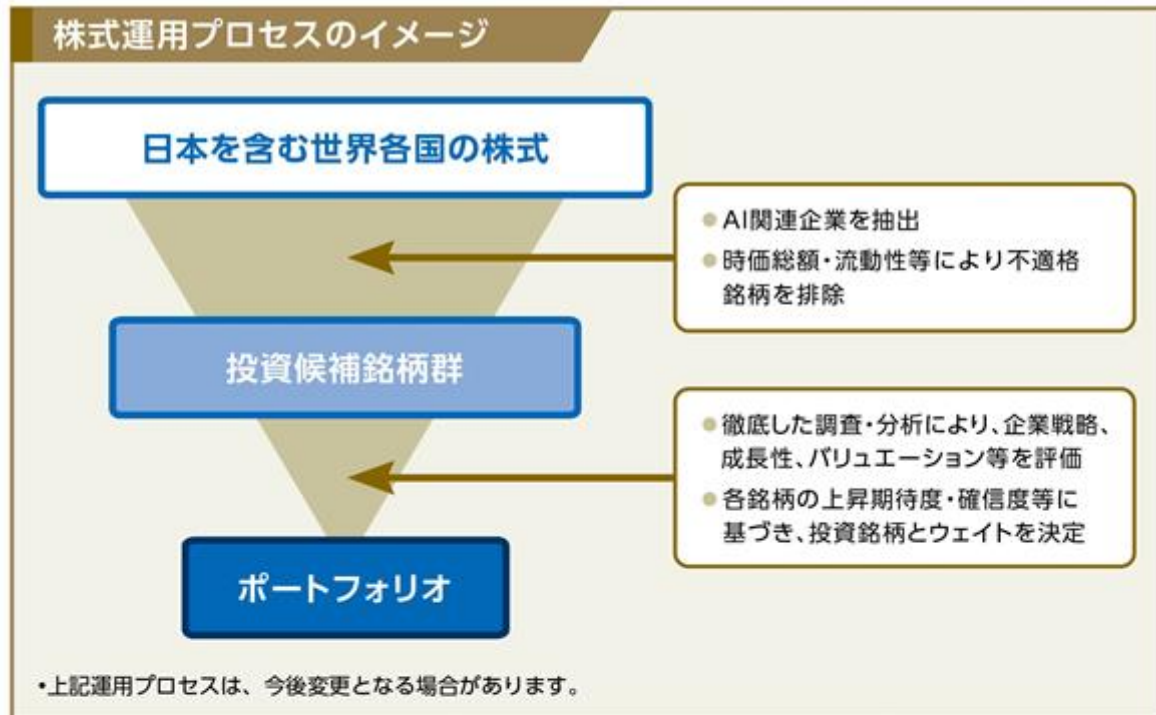 株式運用プロセスのイメージ
日本を含む世界各国の株式
●AI関連企業を抽出
●時価総額・流動性等により不適格
銘柄を排除
投資候補銘柄群
●徹底した調査・分析により、企業戦略、
成長性、バリュエーション等を評価
●各銘柄の上昇期待度・確信度等に
基づき、投資銘柄とウェイトを決定
ポートフォリオ
•上記運用プロセスは、今後変更となる場合があります。